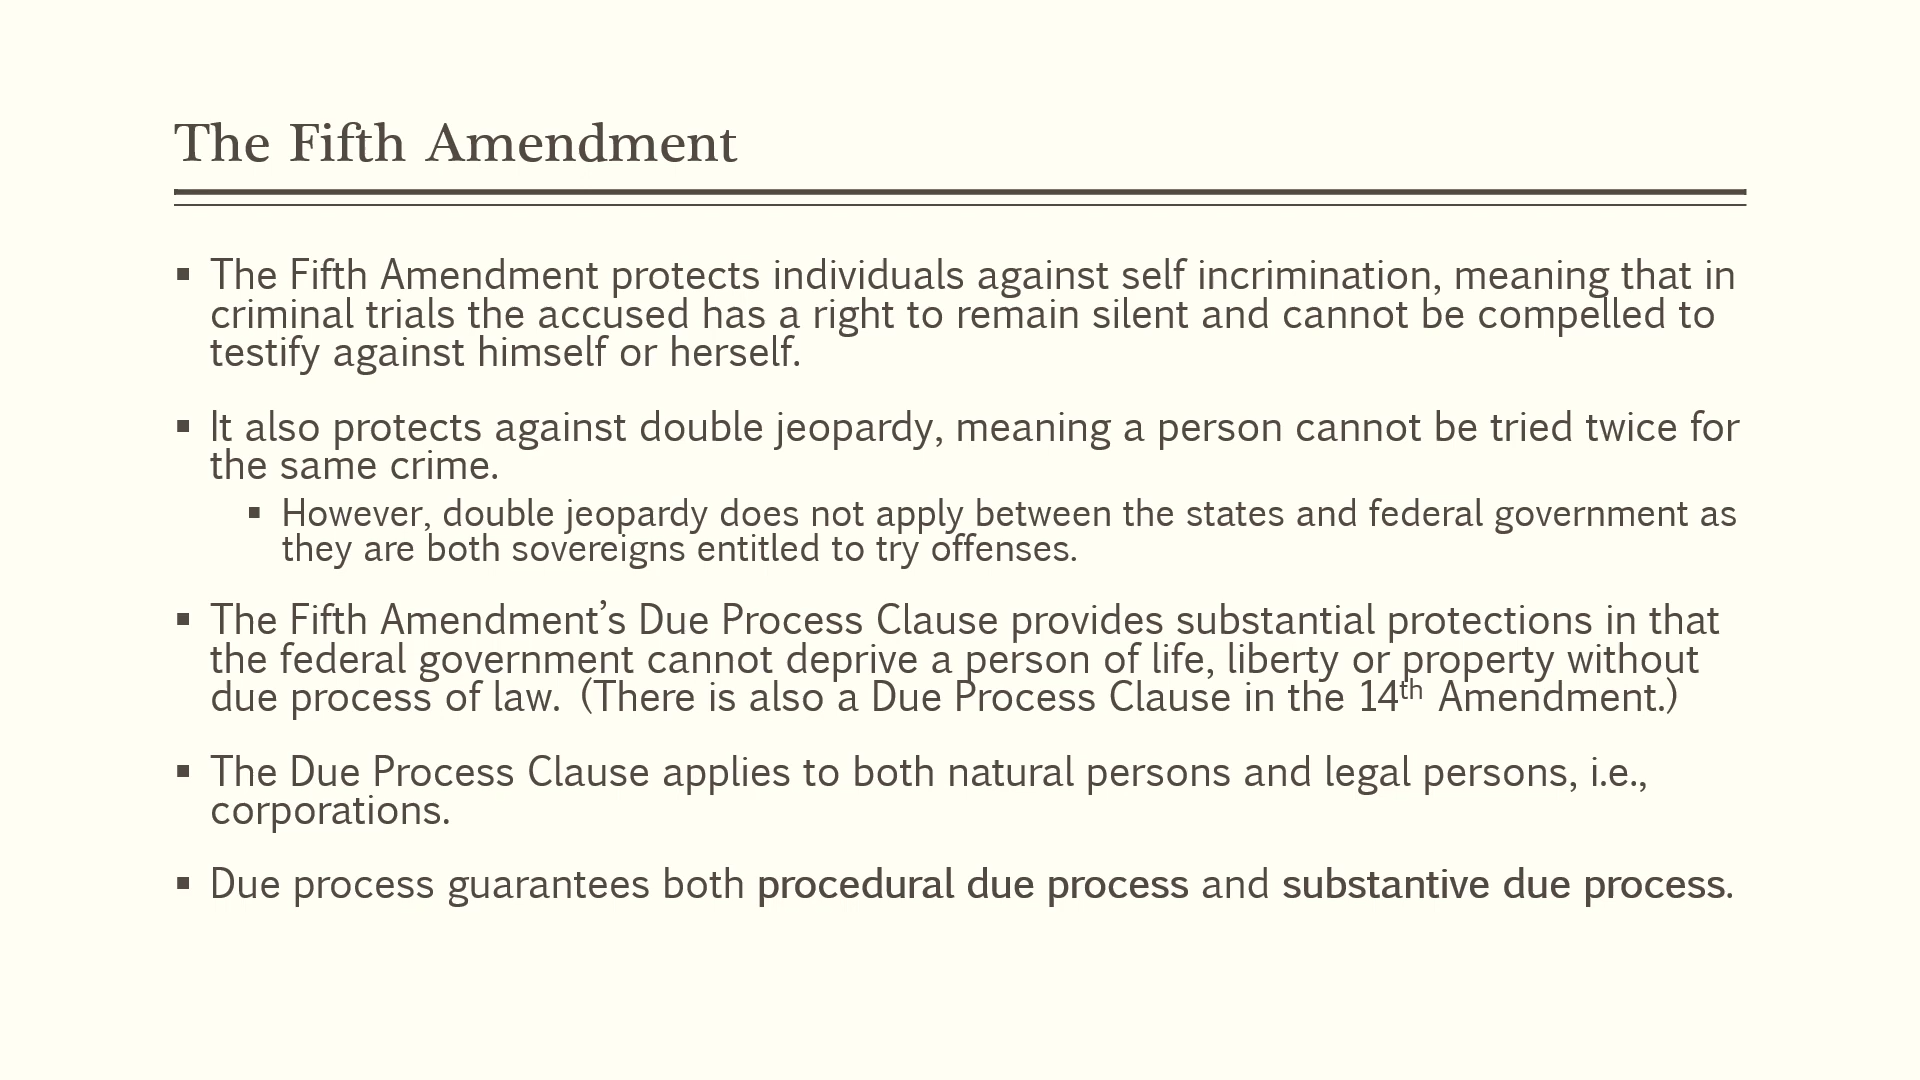 The Fifth Amendment
▪ The Fifth Amendment protects individuals against self incrimination, meaning that in
criminal trials the accused has a right to remain silent and cannot be compelled to
testify against himself or herself.
▪ It also protects against double jeopardy, meaning a person cannot be tried twice for
the same crime.
▪ However, double jeopardy does not apply between the states and federal government as
they are both sovereigns entitled to try offenses.
▪ The Fifth Amendment’s Due Process Clause provides substantial protections in that
the federal government cannot deprive a person of life, liberty or property without
due process of law.  (There is also a Due Process Clause in the 14th Amendment.)
▪ The Due Process Clause applies to both natural persons and legal persons, i.e.,
corporations.
▪ Due process guarantees both procedural due process and substantive due process.